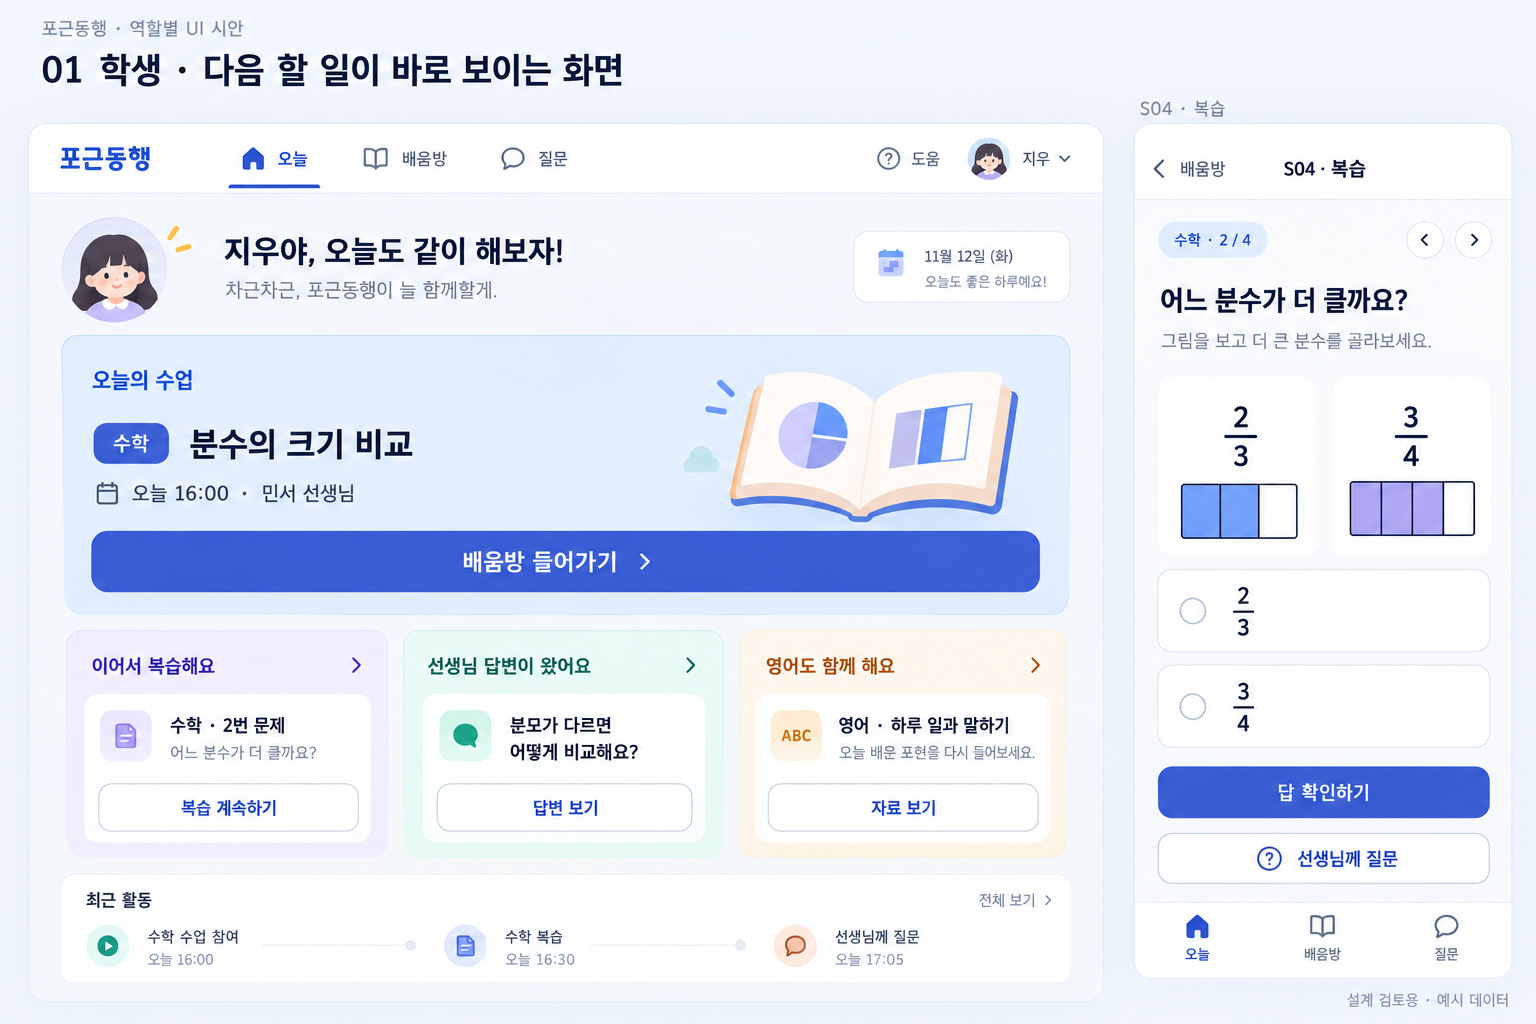 포근동행 · 역할별 UI 시안
01 학생 · 다음 할 일이 바로 보이는 화면
포근동행
오늘
배움방
질문
도움
지우
지우야, 오늘도 같이 해보자!
차근차근, 포근동행이 늘 함께할게.
11월 12일 (화)
오늘도 좋은 하루예요!
오늘의 수업
수학
분수의 크기 비교
오늘 16:00 · 민서 선생님
배움방 들어가기
이어서 복습해요
수학 · 2번 문제
어느 분수가 더 클까요?
복습 계속하기
선생님 답변이 왔어요
분모가 다르면
어떻게 비교해요?
답변 보기
영어도 함께 해요
ABC
영어 · 하루 일과 말하기
오늘 배운 포현을 다시 들어보세요.
자료 보기
최근 활동
전체 보기
수학 수업 참여
오늘 16:00
수학 복습
오늘 16:30
선생님께 질문
오늘 17:05
S04 · 복습
배움방
S04 · 복습
수학 · 2 / 4
어느 분수가 더 클까요?
그림을 보고 더 큰 분수를 골라보세요.
2
3
3
4
2
3
3
4
답 확인하기
? 선생님께 질문
오늘
배움방
질문
설계 검토용 · 예시 데이터